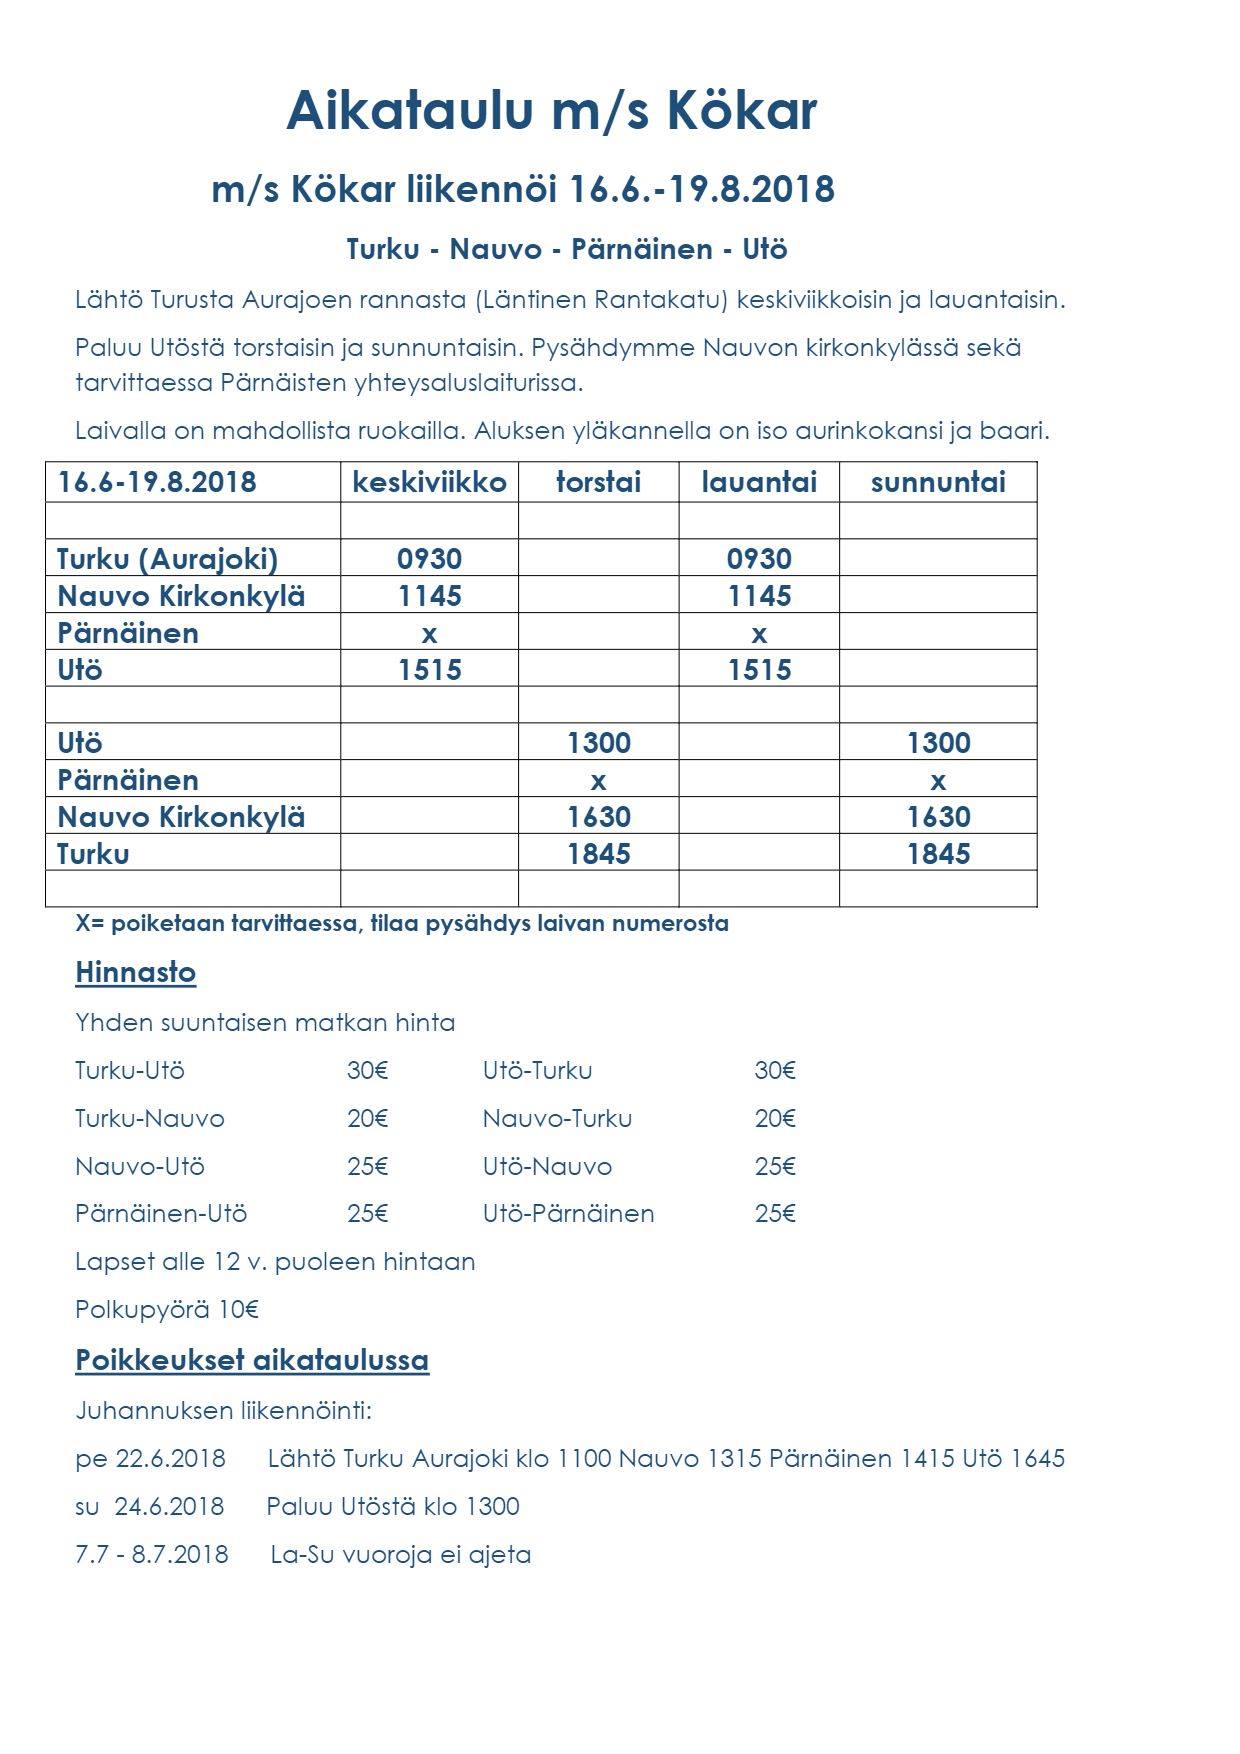 Aikataulu m/s Kökar
m/s Kökar liikennöi 16.6.-19.8.2018
Turku - Nauvo - Pärnäinen - Utö
Lähtö Turusta Aurajoen rannasta (Läntinen Rantakatu) keskiviikkoisin ja lauantaisin.
Paluu Utöstä torstaisin ja sunnuntaisin. Pysähdymme Nauvon kirkonkylässä sekä
tarvittaessa Pärnäisten yhteysaluslaiturissa.
Laivalla on mahdollista ruokailla. Aluksen yläkannella on iso aurinkokansi ja baari.
16.6-19.8.2018 keskiviikko torstai lauantai sunnuntai
Turku (Aurajoki) 0930 0930
Nauvo Kirkonkylä 1145 1145
Pärnäinen x x
Utö 1515 1515
Utö 1300 1300
Pärnäinen x x
Nauvo Kirkonkylä 1630 1630
Turku 1845 1845
X= poiketaan tarvittaessa, tilaa pysähdys laivan numerosta
Hinnasto
Yhden suuntaisen matkan hinta
Turku-Utö 30€ Utö-Turku 30€
Turku-Nauvo 20€ Nauvo-Turku 20€
Nauvo-Utö 25€ Utö-Nauvo 25€
Pärnäinen-Utö 25€ Utö-Pärnäinen 25€
Lapset alle 12 v. puoleen hintaan
Polkupyörä 10€
Poikkeukset aikataulussa
Juhannuksen liikennöinti:
pe 22.6.2018 Lähtö Turku Aurajoki klo 1100 Nauvo 1315 Pärnäinen 1415 Utö 1645
su 24.6.2018 Paluu Utöstä klo 1300
7.7 - 8.7.2018 La-Su vuoroja ei ajeta